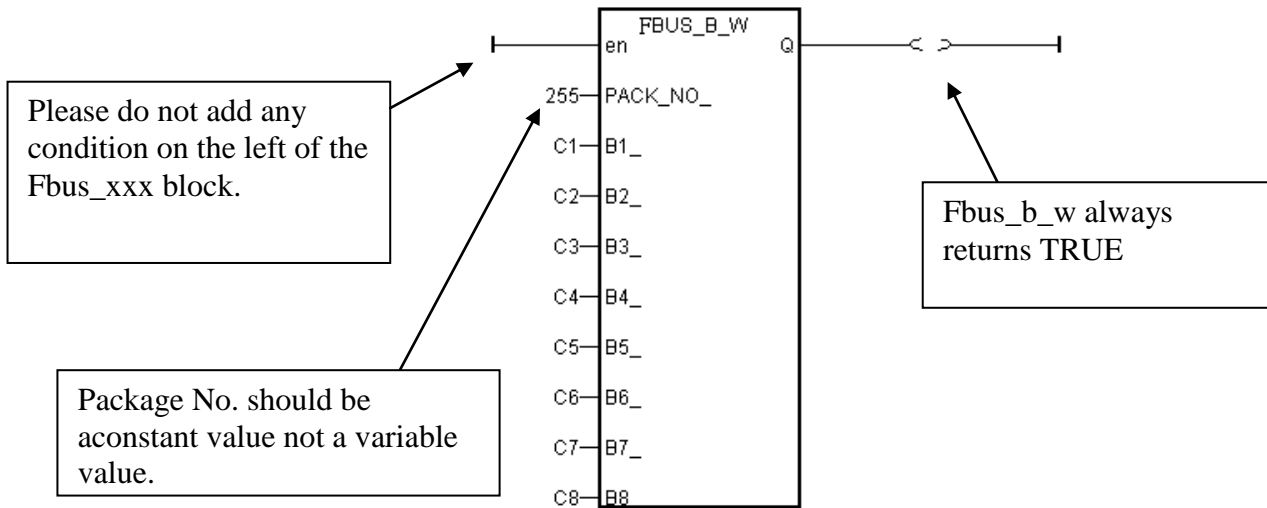 FBUS_B_W
en
Q
255
PACK_NO_
C1
B1_
C2
B2_
C3
B3_
C4
B4_
C5
B5_
C6
B6_
C7
B7_
C8
B8
Please do not add any
condition on the left of the
Fbus_xxx block.
Fbus_b_w always
returns TRUE
Package No. should be
aconstant value not a variable
value.